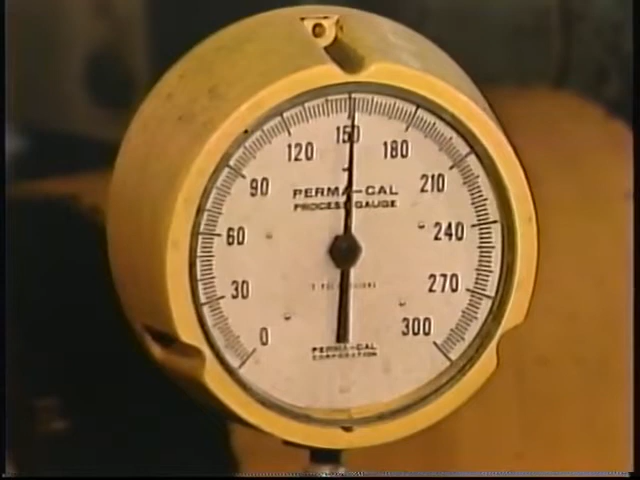 150
120
180
90
PERMA-CAL
PROCESS GAUGE
210
60
240
30
270
0
300
PERMA-CAL
CORPORATION